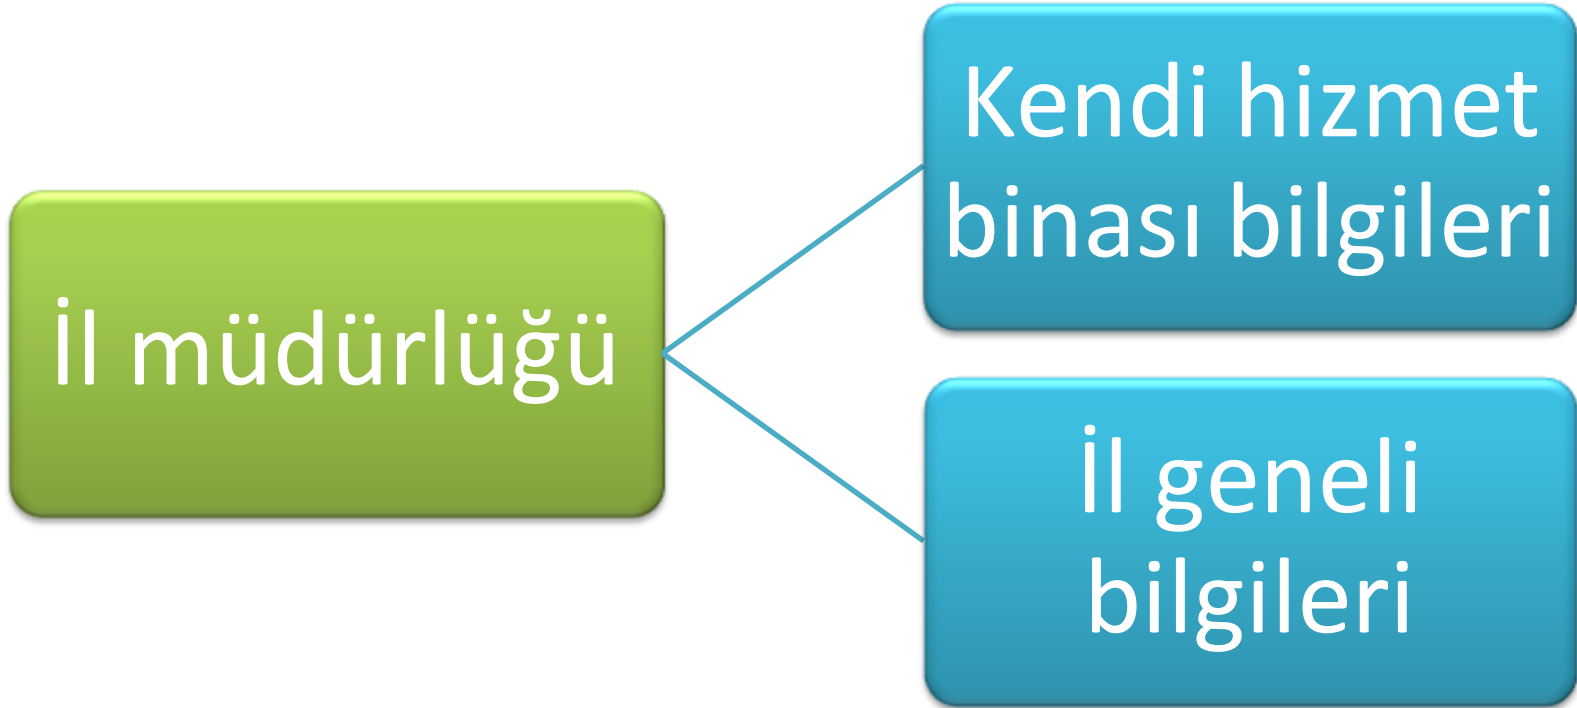 İl müdürlüğü
Kendi hizmet
binası bilgileri
İl geneli
bilgileri